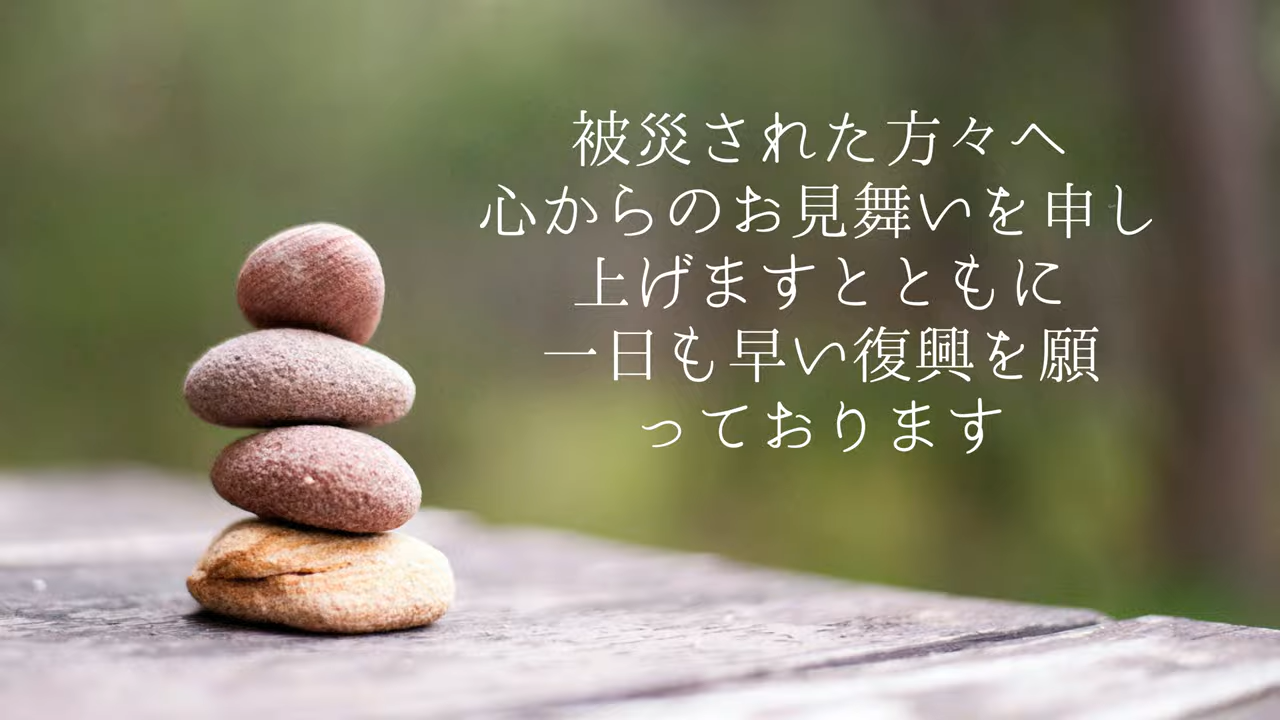 被災された方々へ
心からのお見舞いを申し
上げますとともに
一日も早い復興を願
っております